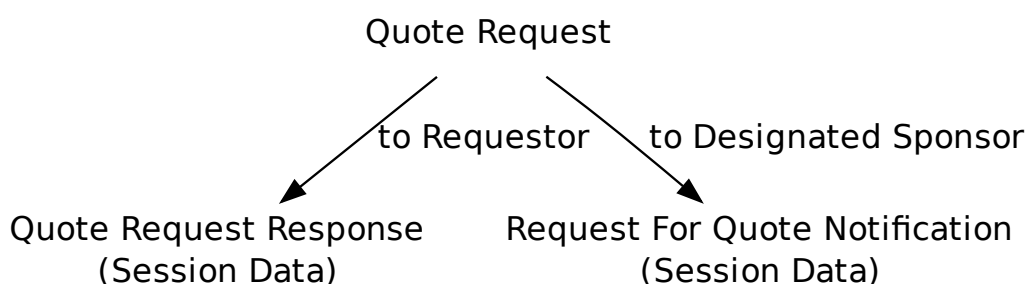 Quote Request
to Requestor
to Designated Sponsor
Quote Request Response
(Session Data)
Request For Quote Notification
(Session Data)